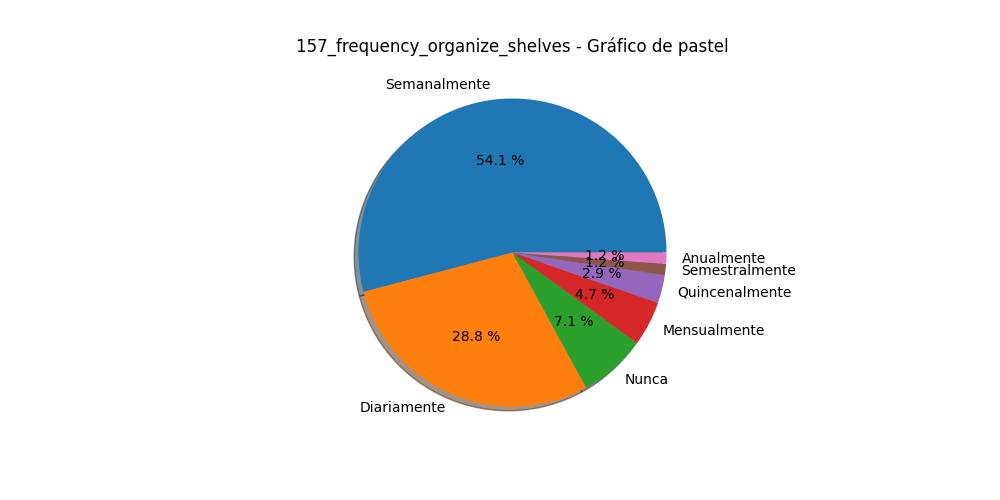 157_frequency_organize_shelves - Gráfico de pastel
Semanalmente
54.1 %
1.2 %
Anualmente
1.2 %
Semestralmente
2.9 %
Quincenalmente
4.7 %
Mensualmente
7.1 %
Nunca
28.8 %
Diariamente